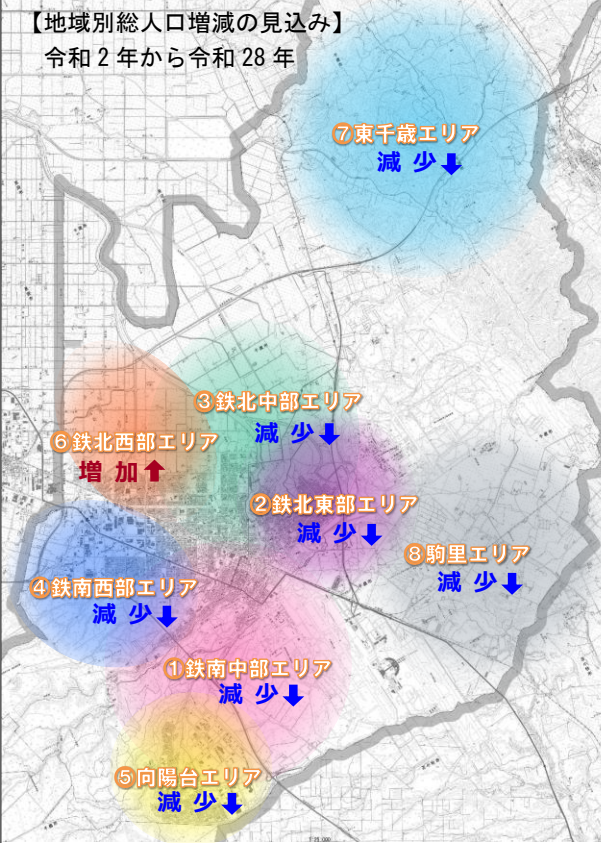 【地域別総人口増減の見込み】
令和2年から令和28年
⑦東千歳エリア
減少⬇
③鉄北中部エリア
減少⬇
⑥鉄北西部エリア
増加⬆
②鉄北東部エリア
減少⬇
⑧駒里エリア
減少⬇
④鉄南西部エリア
減少⬇
①鉄南中部エリア
減少⬇
⑤向陽台エリア
減少⬇